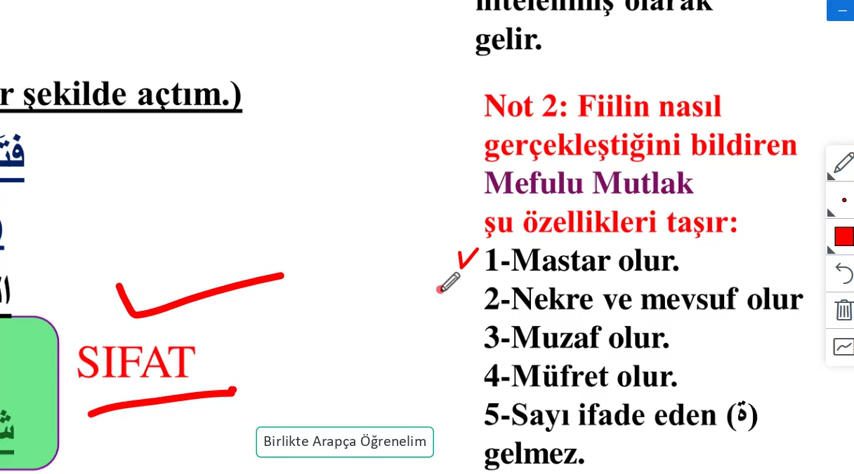 gelir.
r şekilde açtım.)
Not 2: Fiilin nasıl
gerçekleştiğini bildiren
Mefulu Mutlak
şu özellikleri taşır:
1-Mastar olur.
2-Nekre ve mevsuf olur
3-Muzaf olur.
4-Müfret olur.
5-Sayı ifade eden (ة)
gelmez.
SIFAT
Birlikte Arapça Öğrenelim